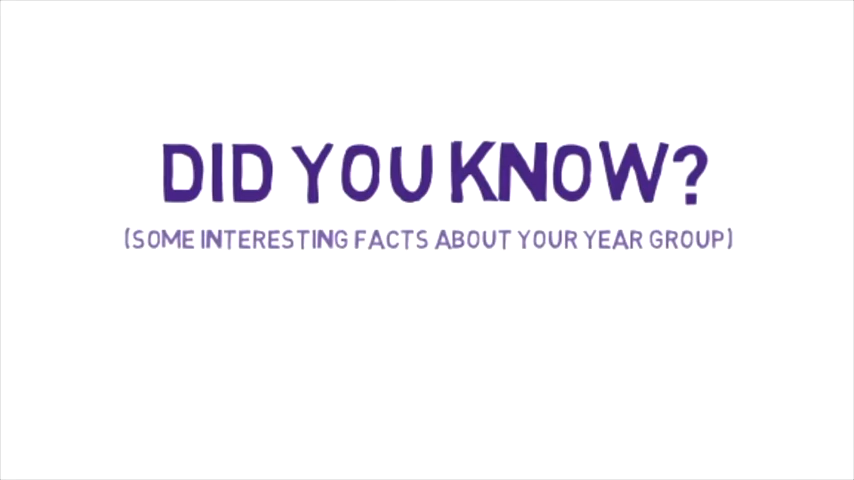 DID YOU KNOW?
(SOME INTERESTING FACTS ABOUT YOUR YEAR GROUP)